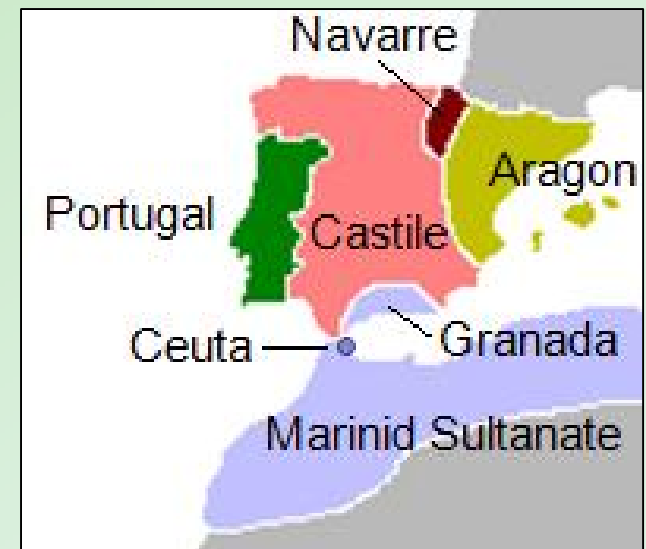 Navarre
Aragon
Portugal
Castile
Ceuta
Granada
Marinid Sultanate